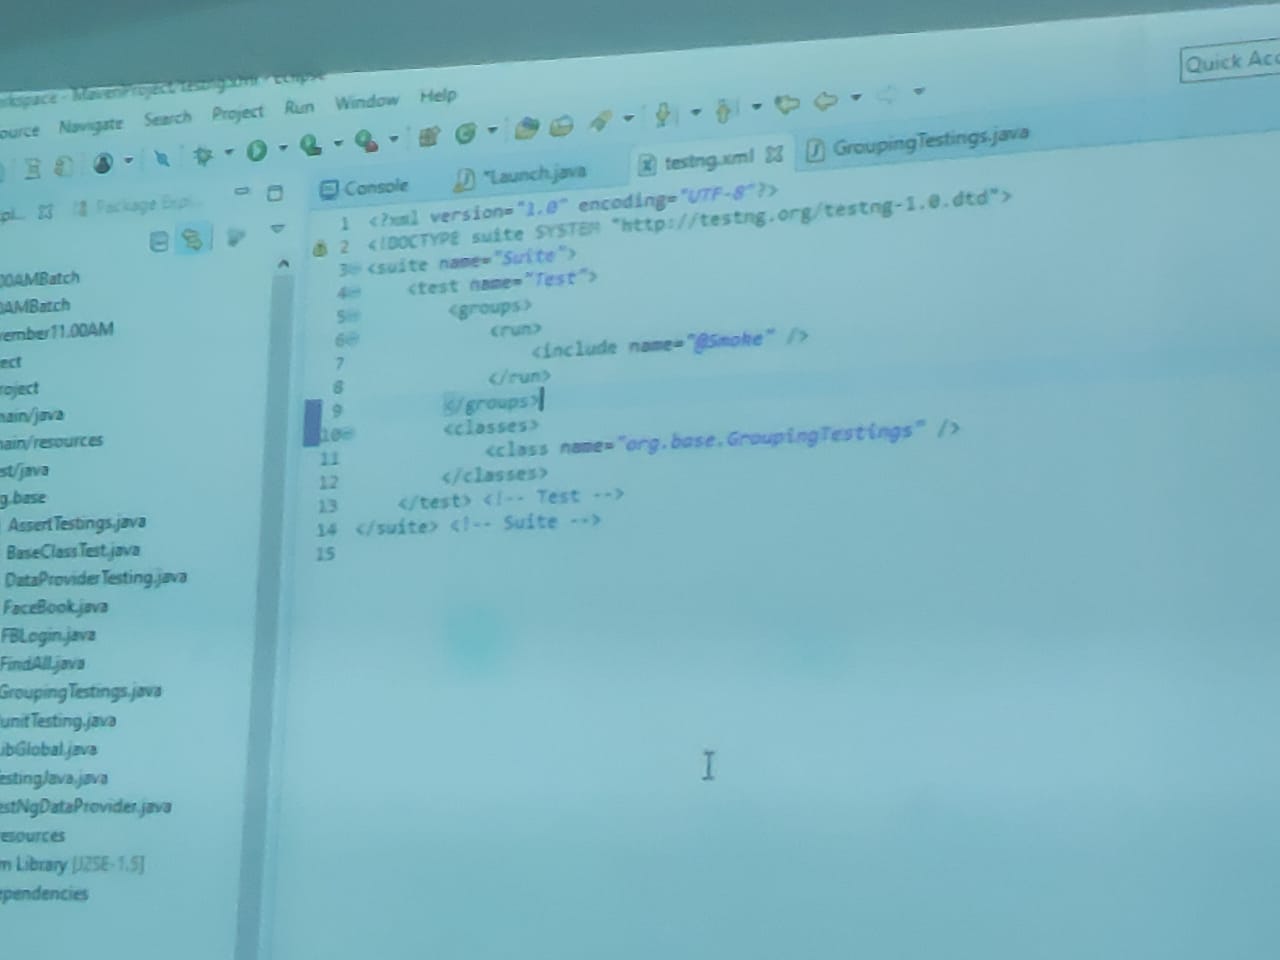 MavenProject/testng.xml - Eclipse
Navigate Search Project Run Window Help
Quick
Console
*Launch.java
testng.xml
GroupingTestings.java
Package Expl...
1 <?xml version="1.0" encoding="UTF-8"?>
2 <!DOCTYPE suite SYSTEM "http://testng.org/testng-1.0.dtd">
3 <suite name="Suite">
4 <test name="Test">
5 <groups>
6 <run>
7 <include name="@Smoke" />
8 </run>
9 </groups>
10 <classes>
11 <class name="org.base.GroupingTestings" />
12 </classes>
13 </test> <!-- Test -->
14 </suite> <!-- Suite -->
15
00AMBatch
0AMBatch
vember11.00AM
ect
roject
main/java
main/resources
st/java
g.base
AssertTestings.java
BaseClassTest.java
DataProviderTesting.java
FaceBook.java
FBLogin.java
FindAll.java
GroupingTestings.java
unitTesting.java
ibGlobal.java
estingJava.java
estNgDataProvider.java
esources
m Library [J2SE-1.5]
ependencies